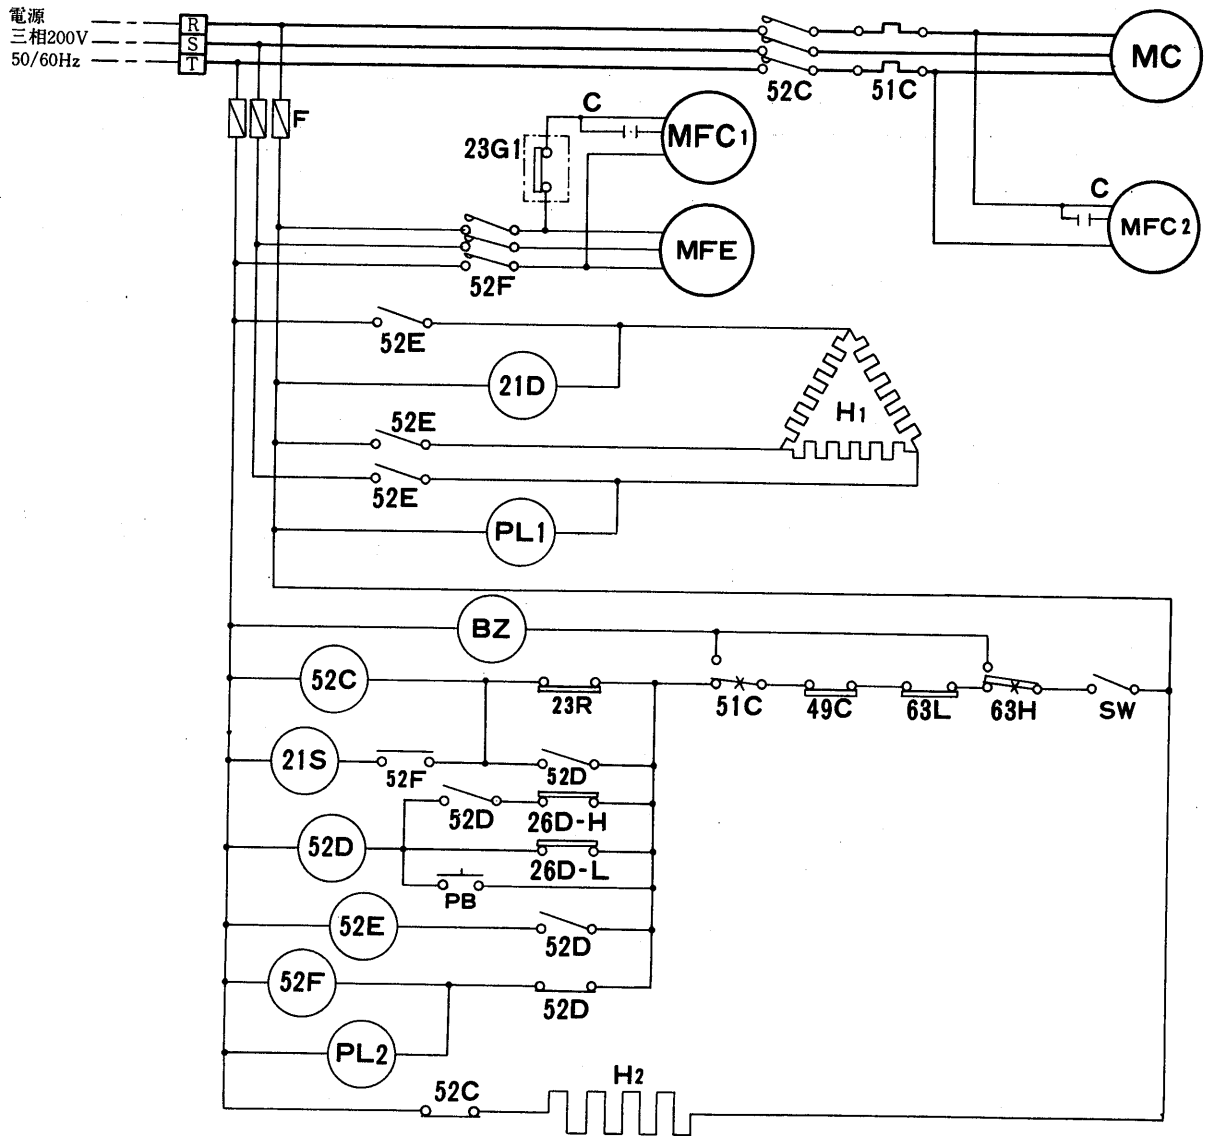 電源
三相200V
50/60Hz
R
S
T
52C
51C
MC
F
C
MFC1
23G1
MFE
52F
C
MFC2
52E
21D
H1
52E
52E
PL1
BZ
52C
23R
51C
49C
63L
63H
SW
21S
52F
52D
52D
26D-H
52D
26D-L
PB
52E
52D
52F
52D
PL2
52C
H2